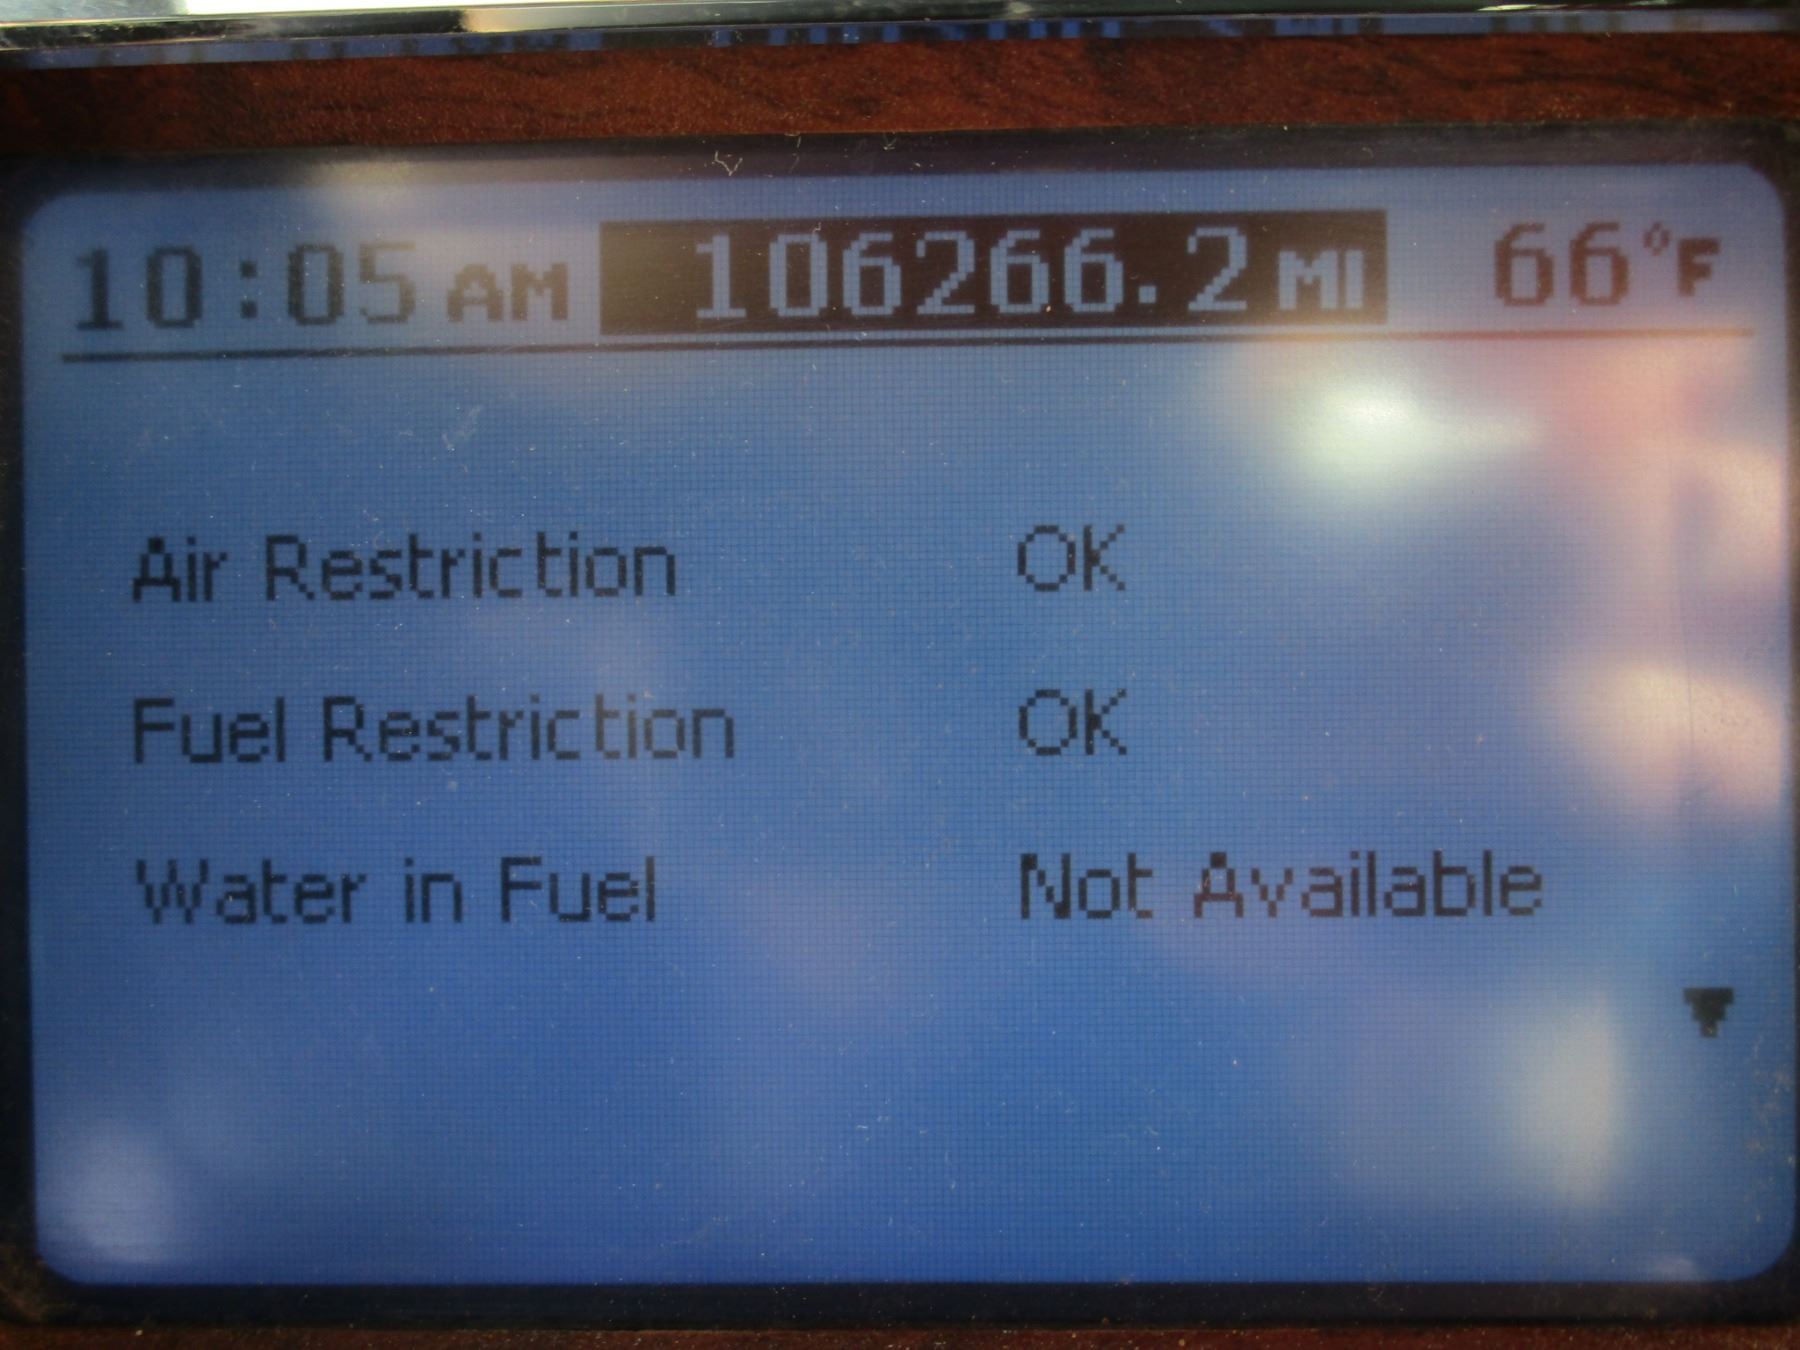 10:05 AM 106266.2 MI 66°F
Air Restriction OK
Fuel Restriction OK
Water in Fuel Not Available